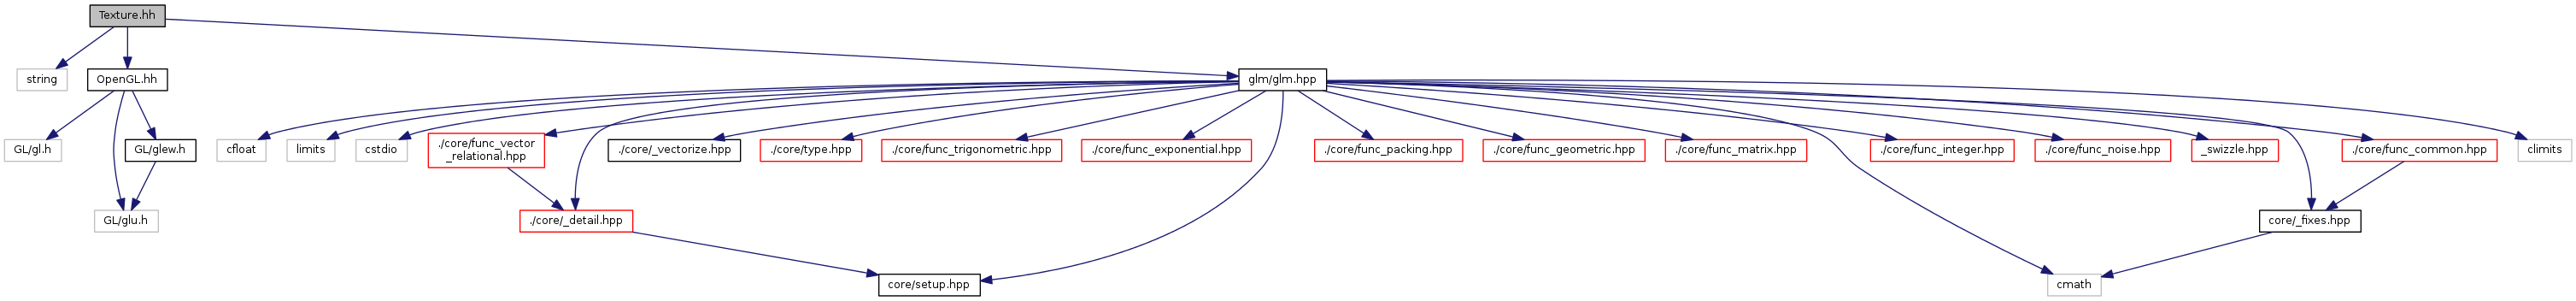 Texture.hh
string
OpenGL.hh
glm/glm.hpp
GL/gl.h
GL/glew.h
cfloat
limits
cstdio
./core/func_vector
_relational.hpp
./core/_vectorize.hpp
./core/type.hpp
./core/func_trigonometric.hpp
./core/func_exponential.hpp
./core/func_packing.hpp
./core/func_geometric.hpp
./core/func_matrix.hpp
./core/func_integer.hpp
./core/func_noise.hpp
_swizzle.hpp
./core/func_common.hpp
climits
GL/glu.h
./core/_detail.hpp
core/_fixes.hpp
core/setup.hpp
cmath